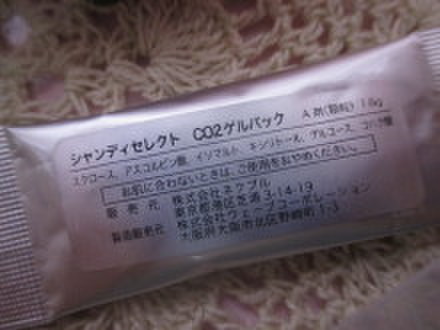 シャンディセレクト CO2ゲルパック A剤(顆粒) 1.8g
スクロース、アスコルビン酸、イソマルト、キシリトール、グルコース、コハク酸
お肌に合わないときは、ご使用をおやめください。
販売元 株式会社ネクブル
東京都港区芝浦3-14-19
製造販売元 株式会社ウェーブコーポレーション
大阪府大阪市北区野崎町1-3